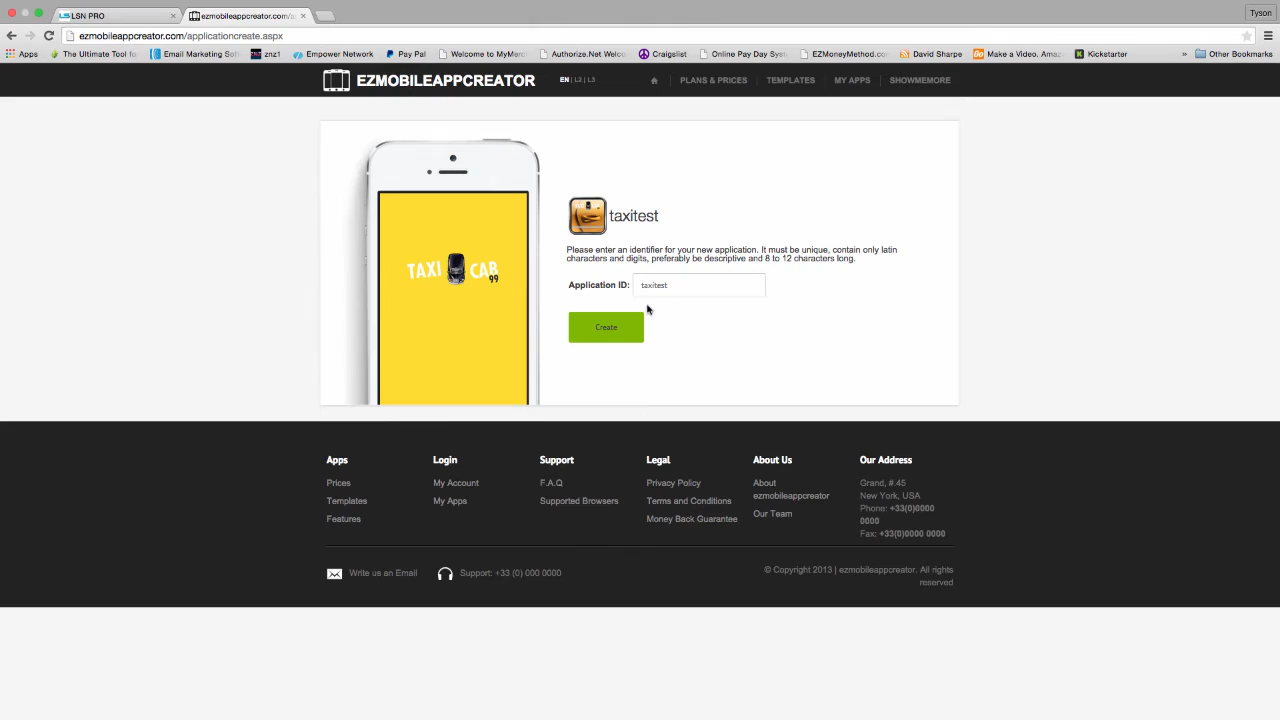 LSN PRO
ezmobileappcreator.com/a
Tyson
ezmobileappcreator.com/applicationcreate.aspx
Apps
The Ultimate Tool fo
Email Marketing Soft
znz1
Empower Network
Pay Pal
Welcome to MyMerc
Authorize.Net Welco
Craigslist
Online Pay Day Syst
EZMoneyMethod.co
David Sharpe
Make a Video. Amaz
Kickstarter
»
Other Bookmarks
EZMOBILEAPPCREATOR
EN | L2 | L3
PLANS & PRICES
TEMPLATES
MY APPS
SHOWMEMORE
TAXI CAB
99
taxitest
Please enter an identifier for your new application. It must be unique, contain only latin
characters and digits, preferably be descriptive and 8 to 12 characters long.
Application ID: taxitest
Create
Apps
Prices
Templates
Features
Login
My Account
My Apps
Support
F.A.Q
Supported Browsers
Legal
Privacy Policy
Terms and Conditions
Money Back Guarantee
About Us
About
ezmobileappcreator
Our Team
Our Address
Grand, #.45
New York, USA
Phone: +33(0)0000
0000
Fax: +33(0)0000 0000
Write us an Email
Support: +33 (0) 000 0000
© Copyright 2013 | ezmobileappcreator. All rights
reserved